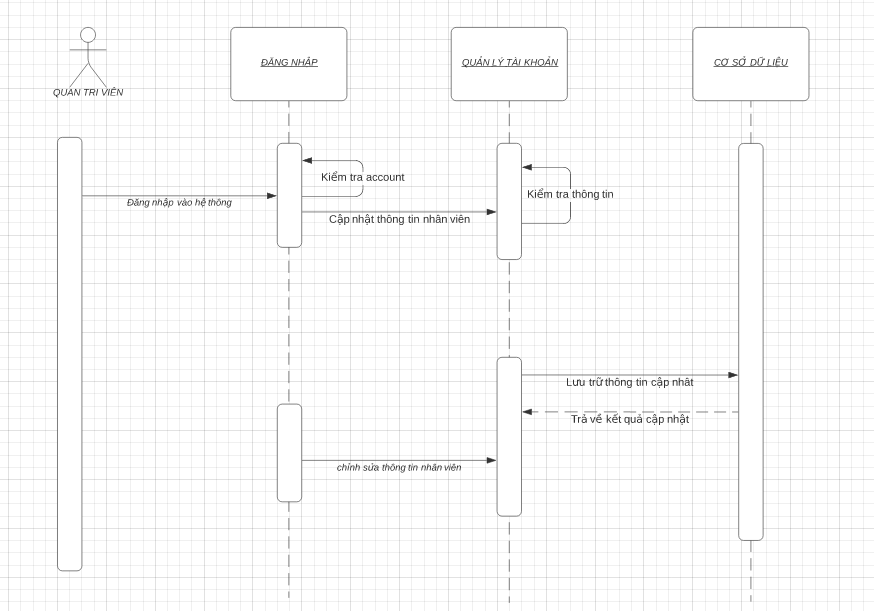 ĐĂNG NHẬP
QUẢN LÝ TÀI KHOẢN
CƠ SỞ DỮ LIỆU
QUẢN TRỊ VIÊN
Kiểm tra account
Kiểm tra thông tin
Đăng nhập vào hệ thông
Cập nhật thông tin nhân viên
Lưu trữ thông tin cập nhât
Trả về kết quả cập nhật
chỉnh sửa thông tin nhân viên